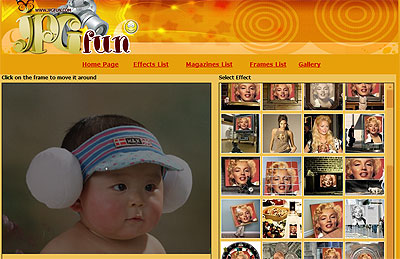 WWW.JPGFUN.COM
JPG fun
Home Page Effects List Magazines List Frames List Gallery
Click on the frame to move it around
Select Effect